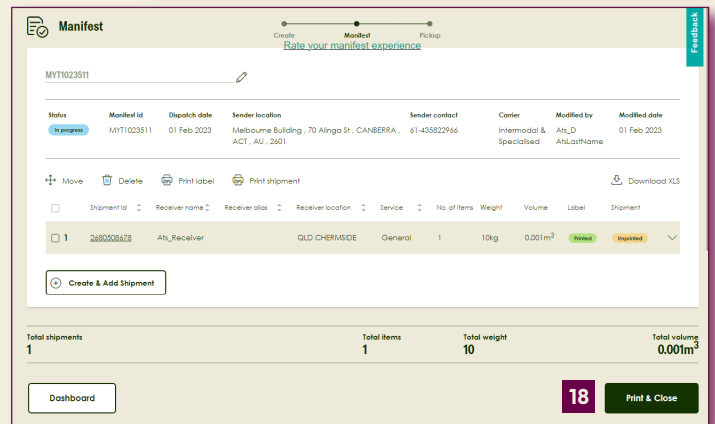 Manifest
Create Manifest Pickup
Rate your manifest experience
Feedback
MYT1023511
Status Manifest Id Dispatch date Sender location Sender contact Carrier Modified by Modified date
In progress MYT1023511 01 Feb 2023 Melbourne Building , 70 Alinga St , CANBERRA , 61-435822966 Intermodal & Ats_D 01 Feb 2023
ACT , AU , 2601 Specialised AtsLastName
Move Delete Print label Print shipment Download XLS
Shipment Id Receiver name Receiver alias Receiver location Service No. of items Weight Volume Label Shipment
1 2680508678 Ats_Receiver QLD CHERMSIDE General 1 10kg 0.001m³ Printed Unprinted
Create & Add Shipment
Total shipments Total items Total weight Total volume
1 1 10 0.001m³
Dashboard 18 Print & Close